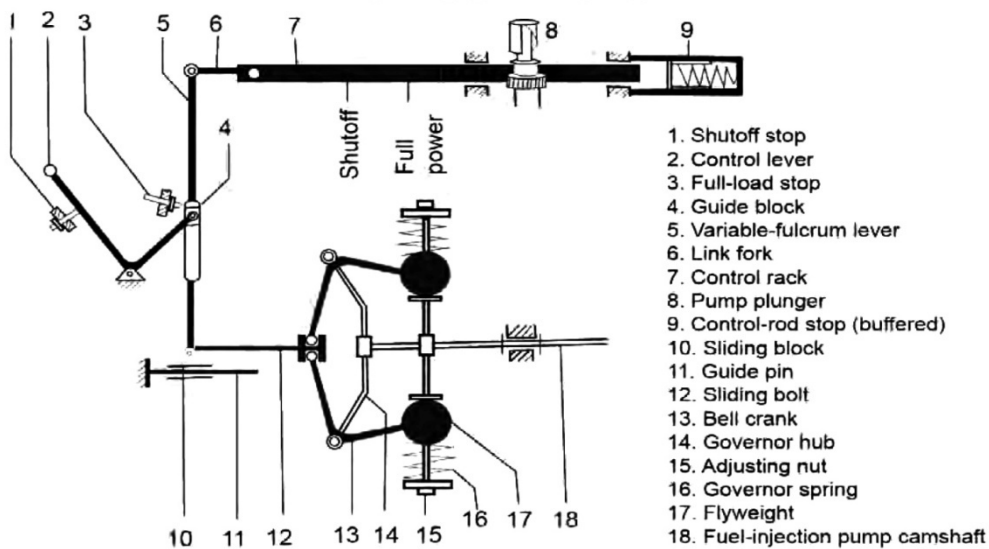 1 2 3 5 6 7 8 9
4
Shutoff
Full
power
1. Shutoff stop
2. Control lever
3. Full-load stop
4. Guide block
5. Variable-fulcrum lever
6. Link fork
7. Control rack
8. Pump plunger
9. Control-rod stop (buffered)
10. Sliding block
11. Guide pin
12. Sliding bolt
13. Bell crank
14. Governor hub
15. Adjusting nut
16. Governor spring
17. Flyweight
18. Fuel-injection pump camshaft
10 11 12 13 14 15 16 17 18